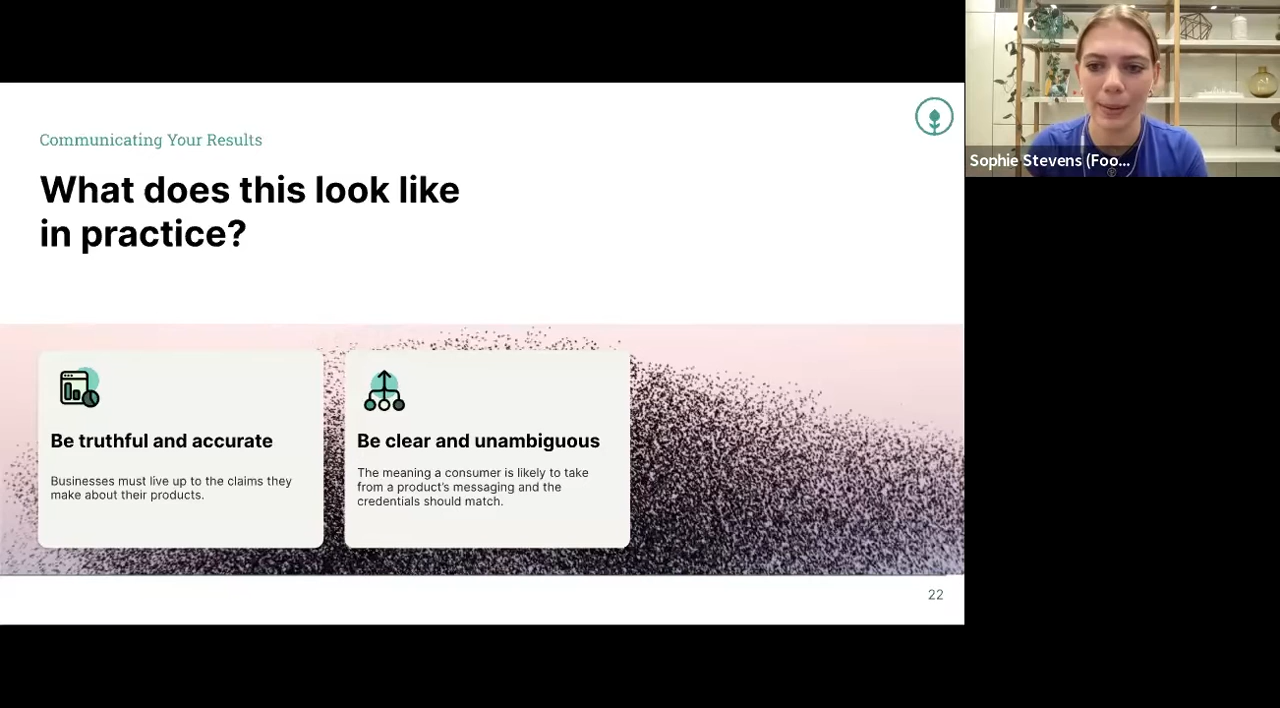 Communicating Your Results
What does this look like
in practice?
Be truthful and accurate
Businesses must live up to the claims they
make about their products.
Be clear and unambiguous
The meaning a consumer is likely to take
from a product's messaging and the
credentials should match.
22
Sophie Stevens (Foo...